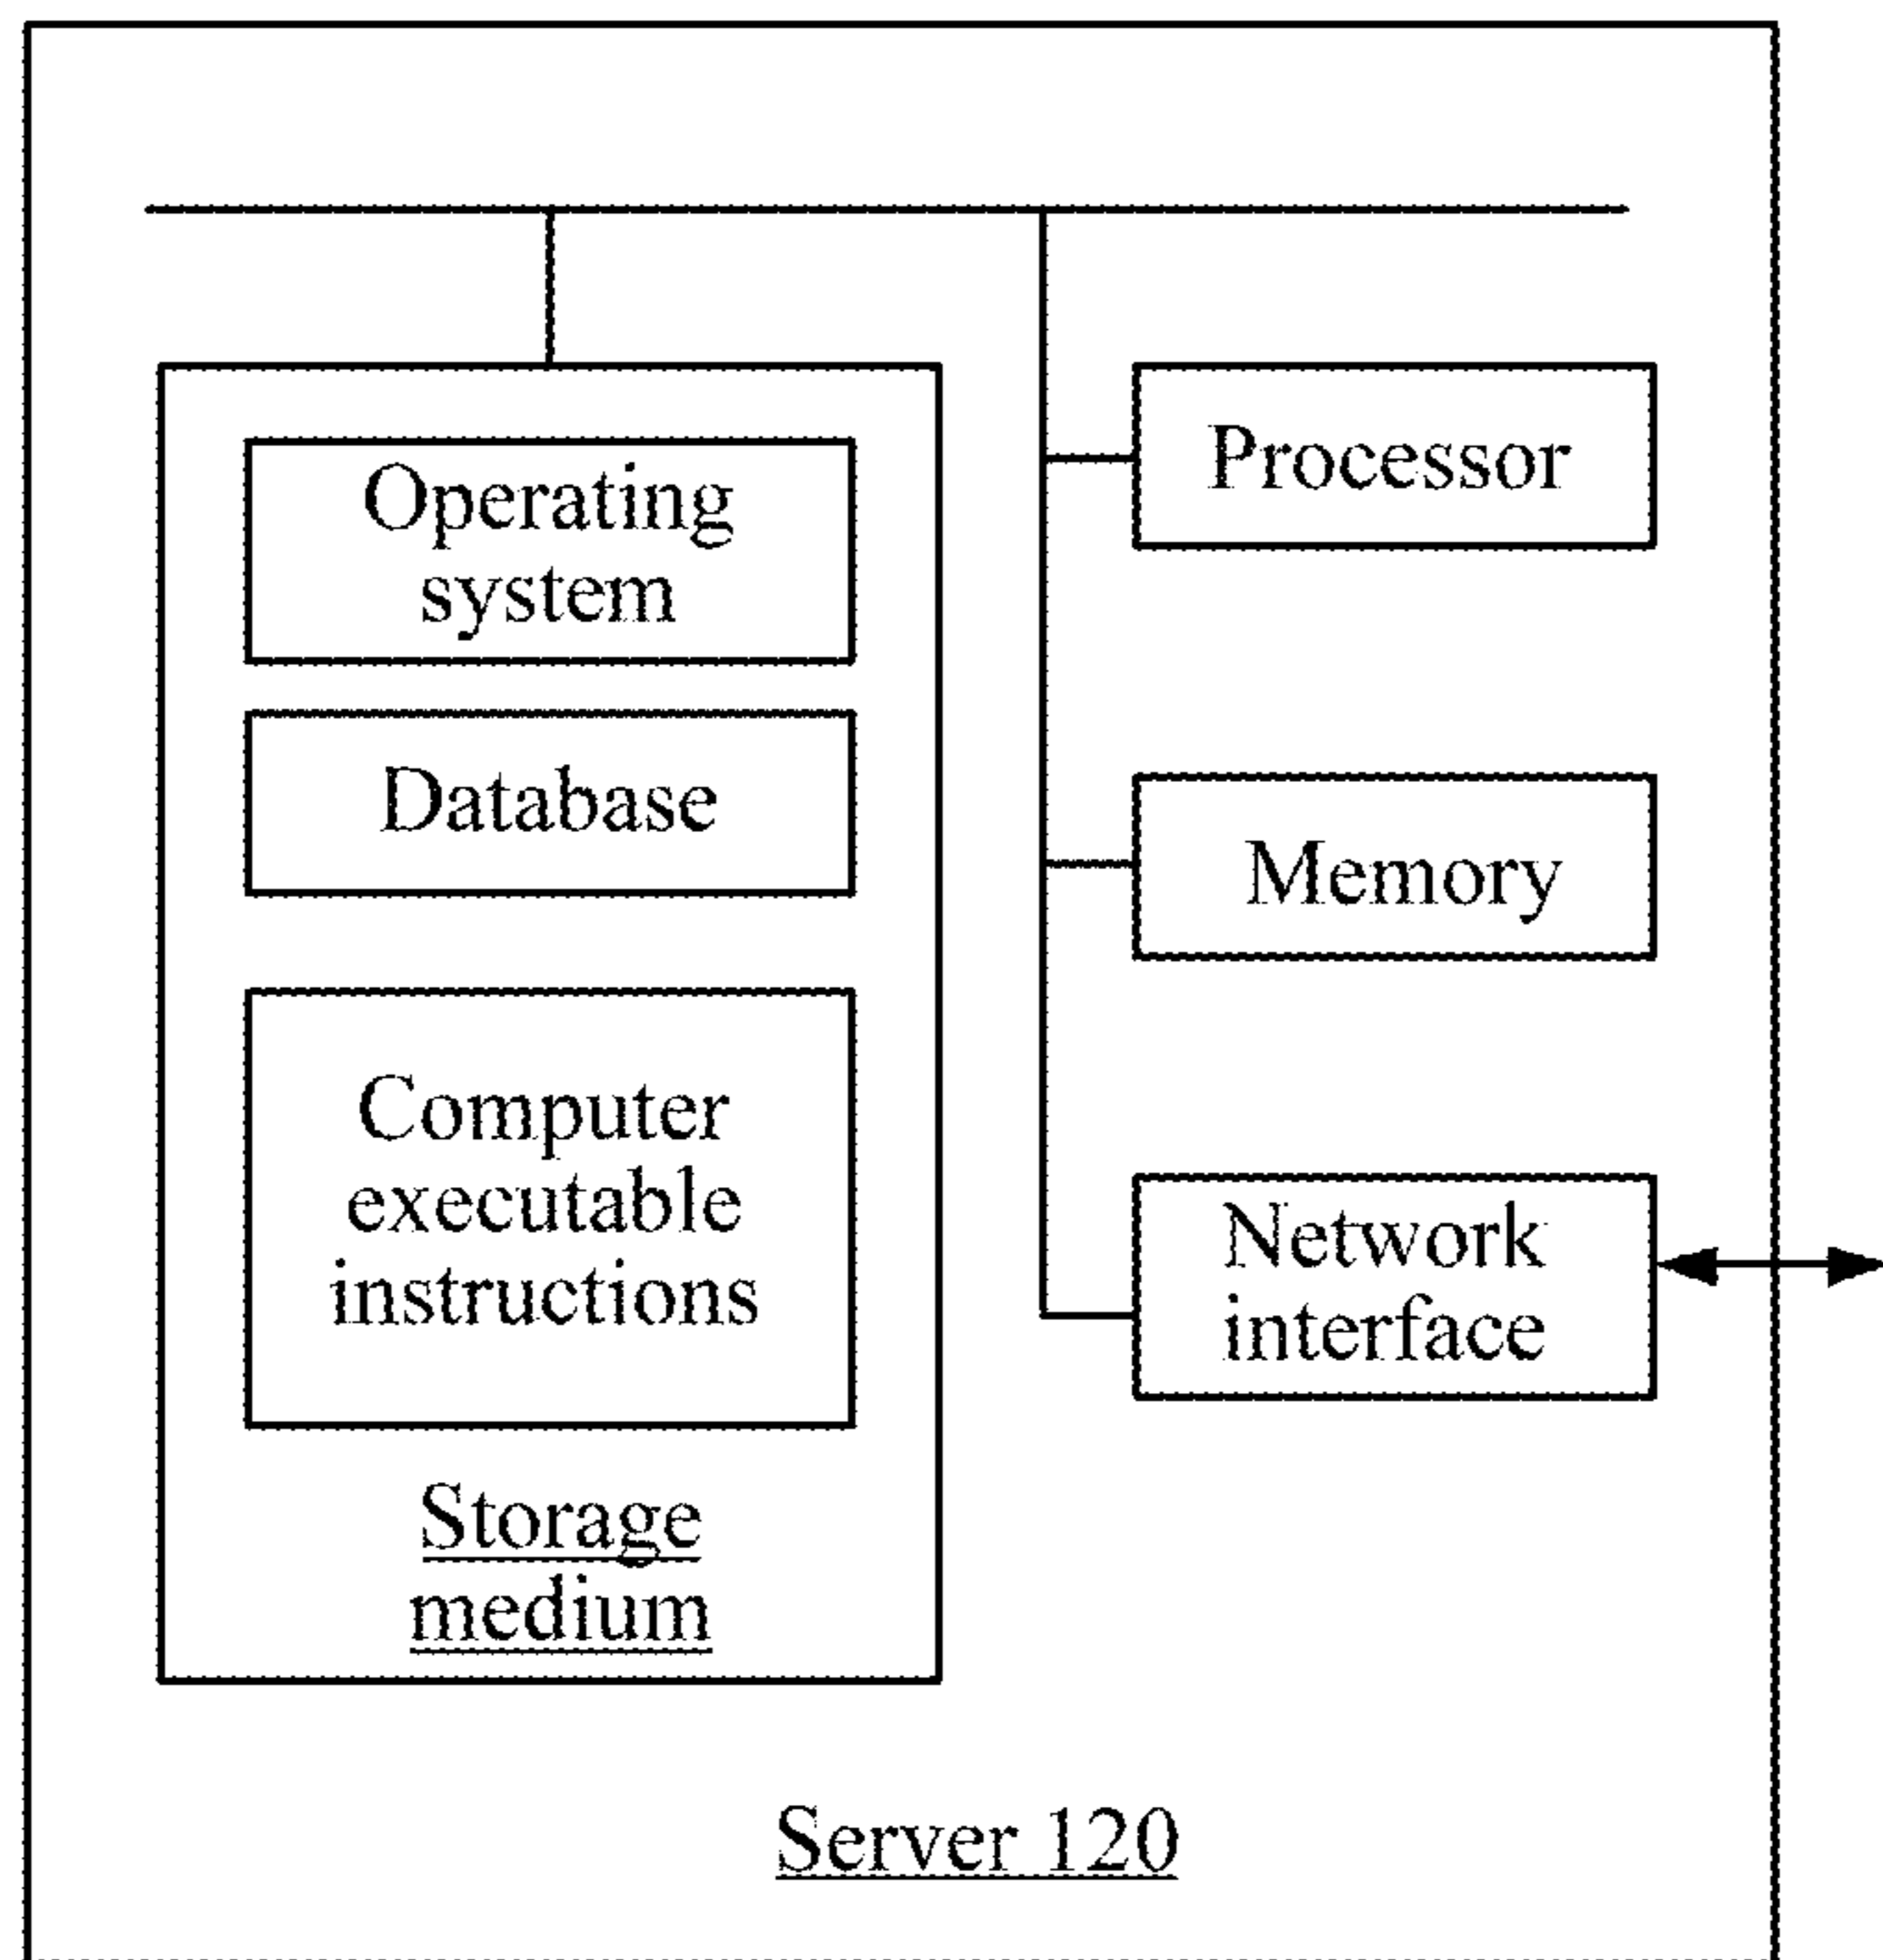 Operating
system
Database
Computer
executable
instructions
Storage
medium
Processor
Memory
Network
interface
Server 120